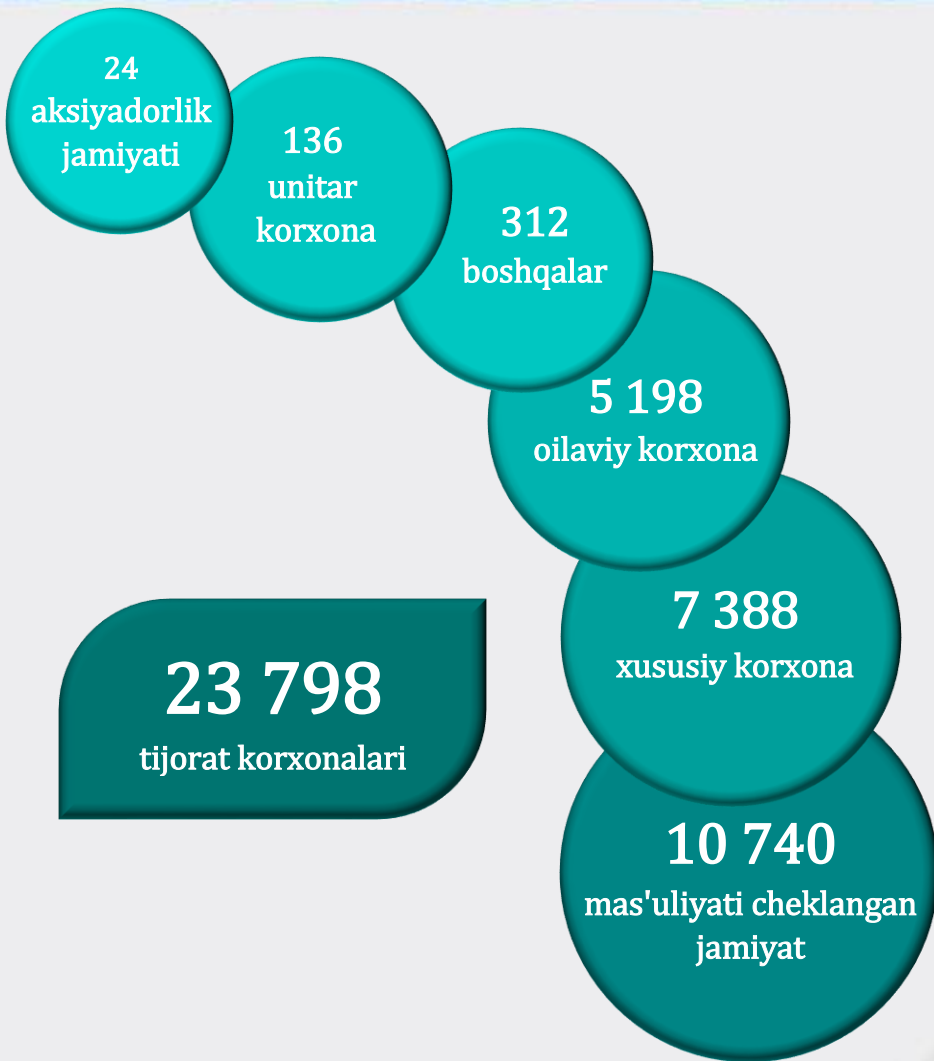 24
aksiyadorlik
jamiyati
136
unitar
korxona
312
boshqalar
5 198
oilaviy korxona
7 388
xususiy korxona
23 798
tijorat korxonalari
10 740
mas'uliyati cheklangan
jamiyat